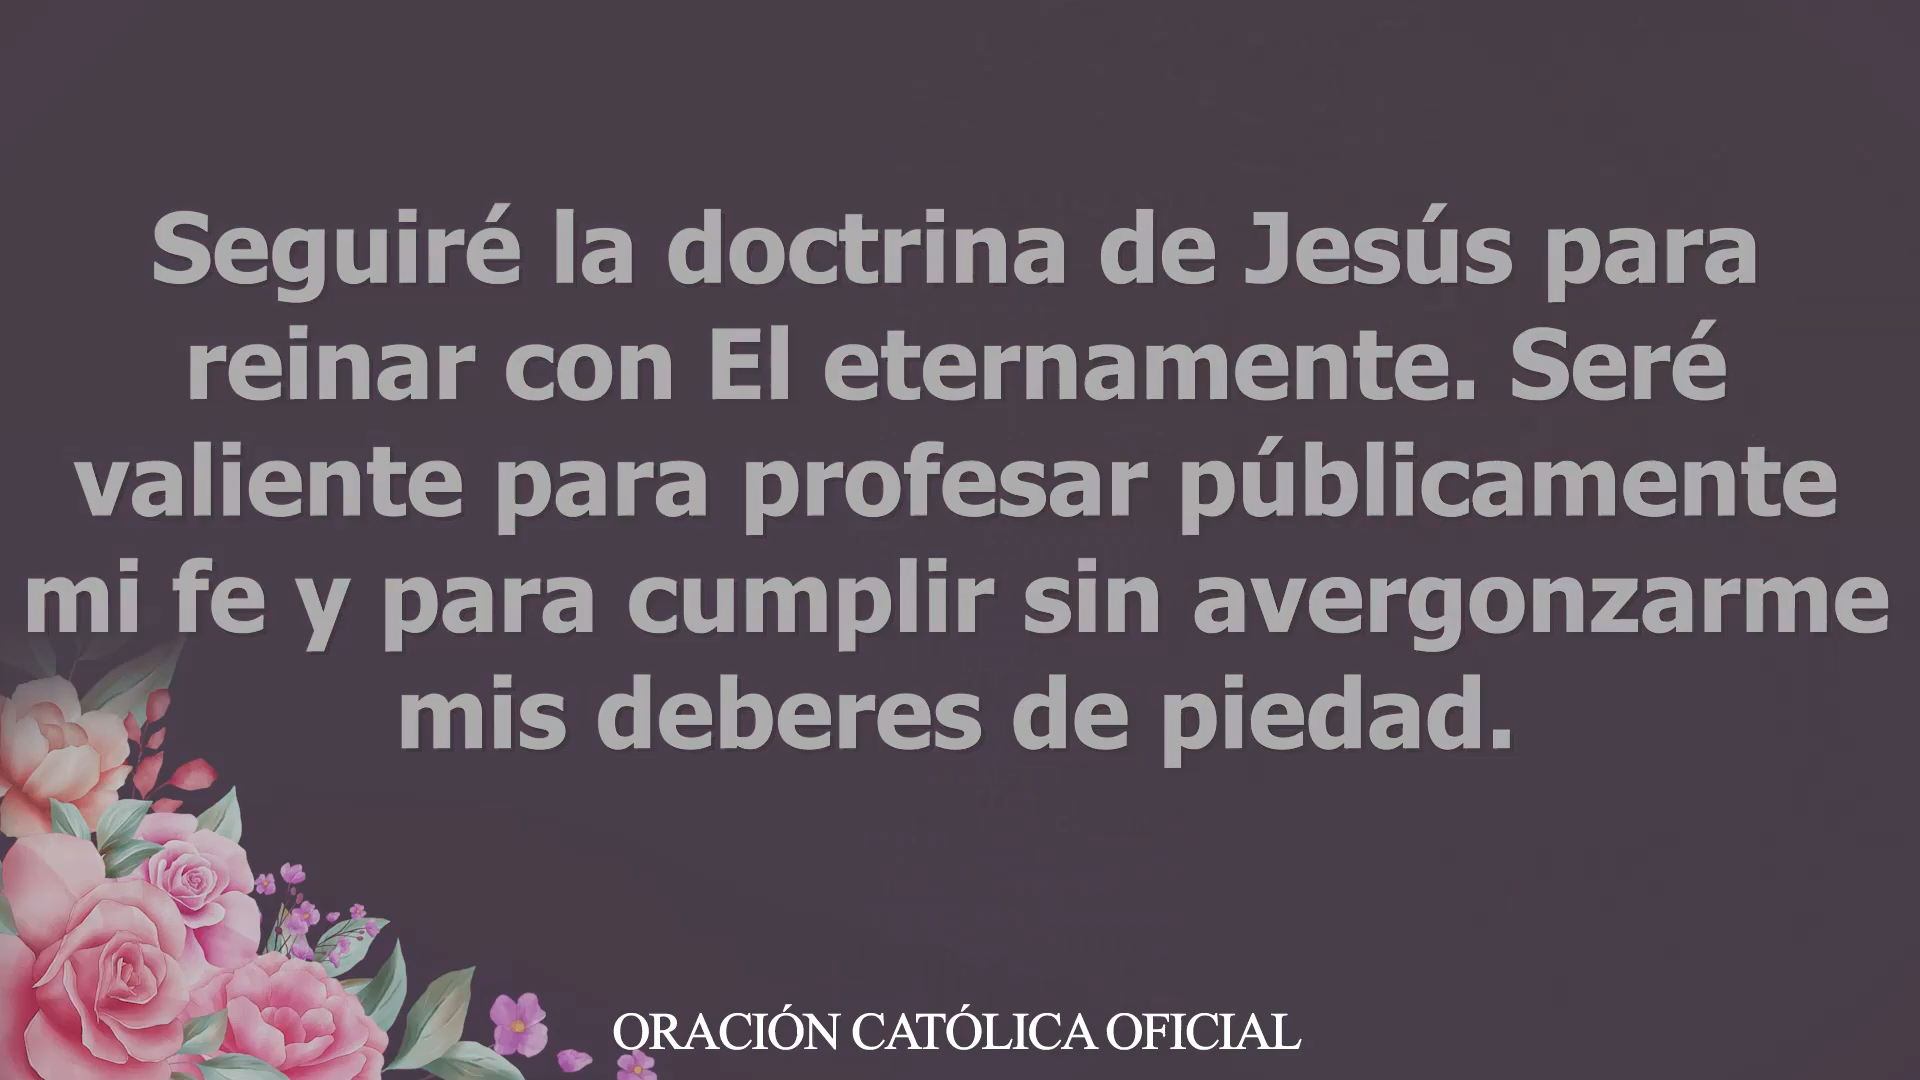 Seguiré la doctrina de Jesús para
reinar con El eternamente. Seré
valiente para profesar públicamente
mi fe y para cumplir sin avergonzarme
mis deberes de piedad.
ORACIÓN CATÓLICA OFICIAL